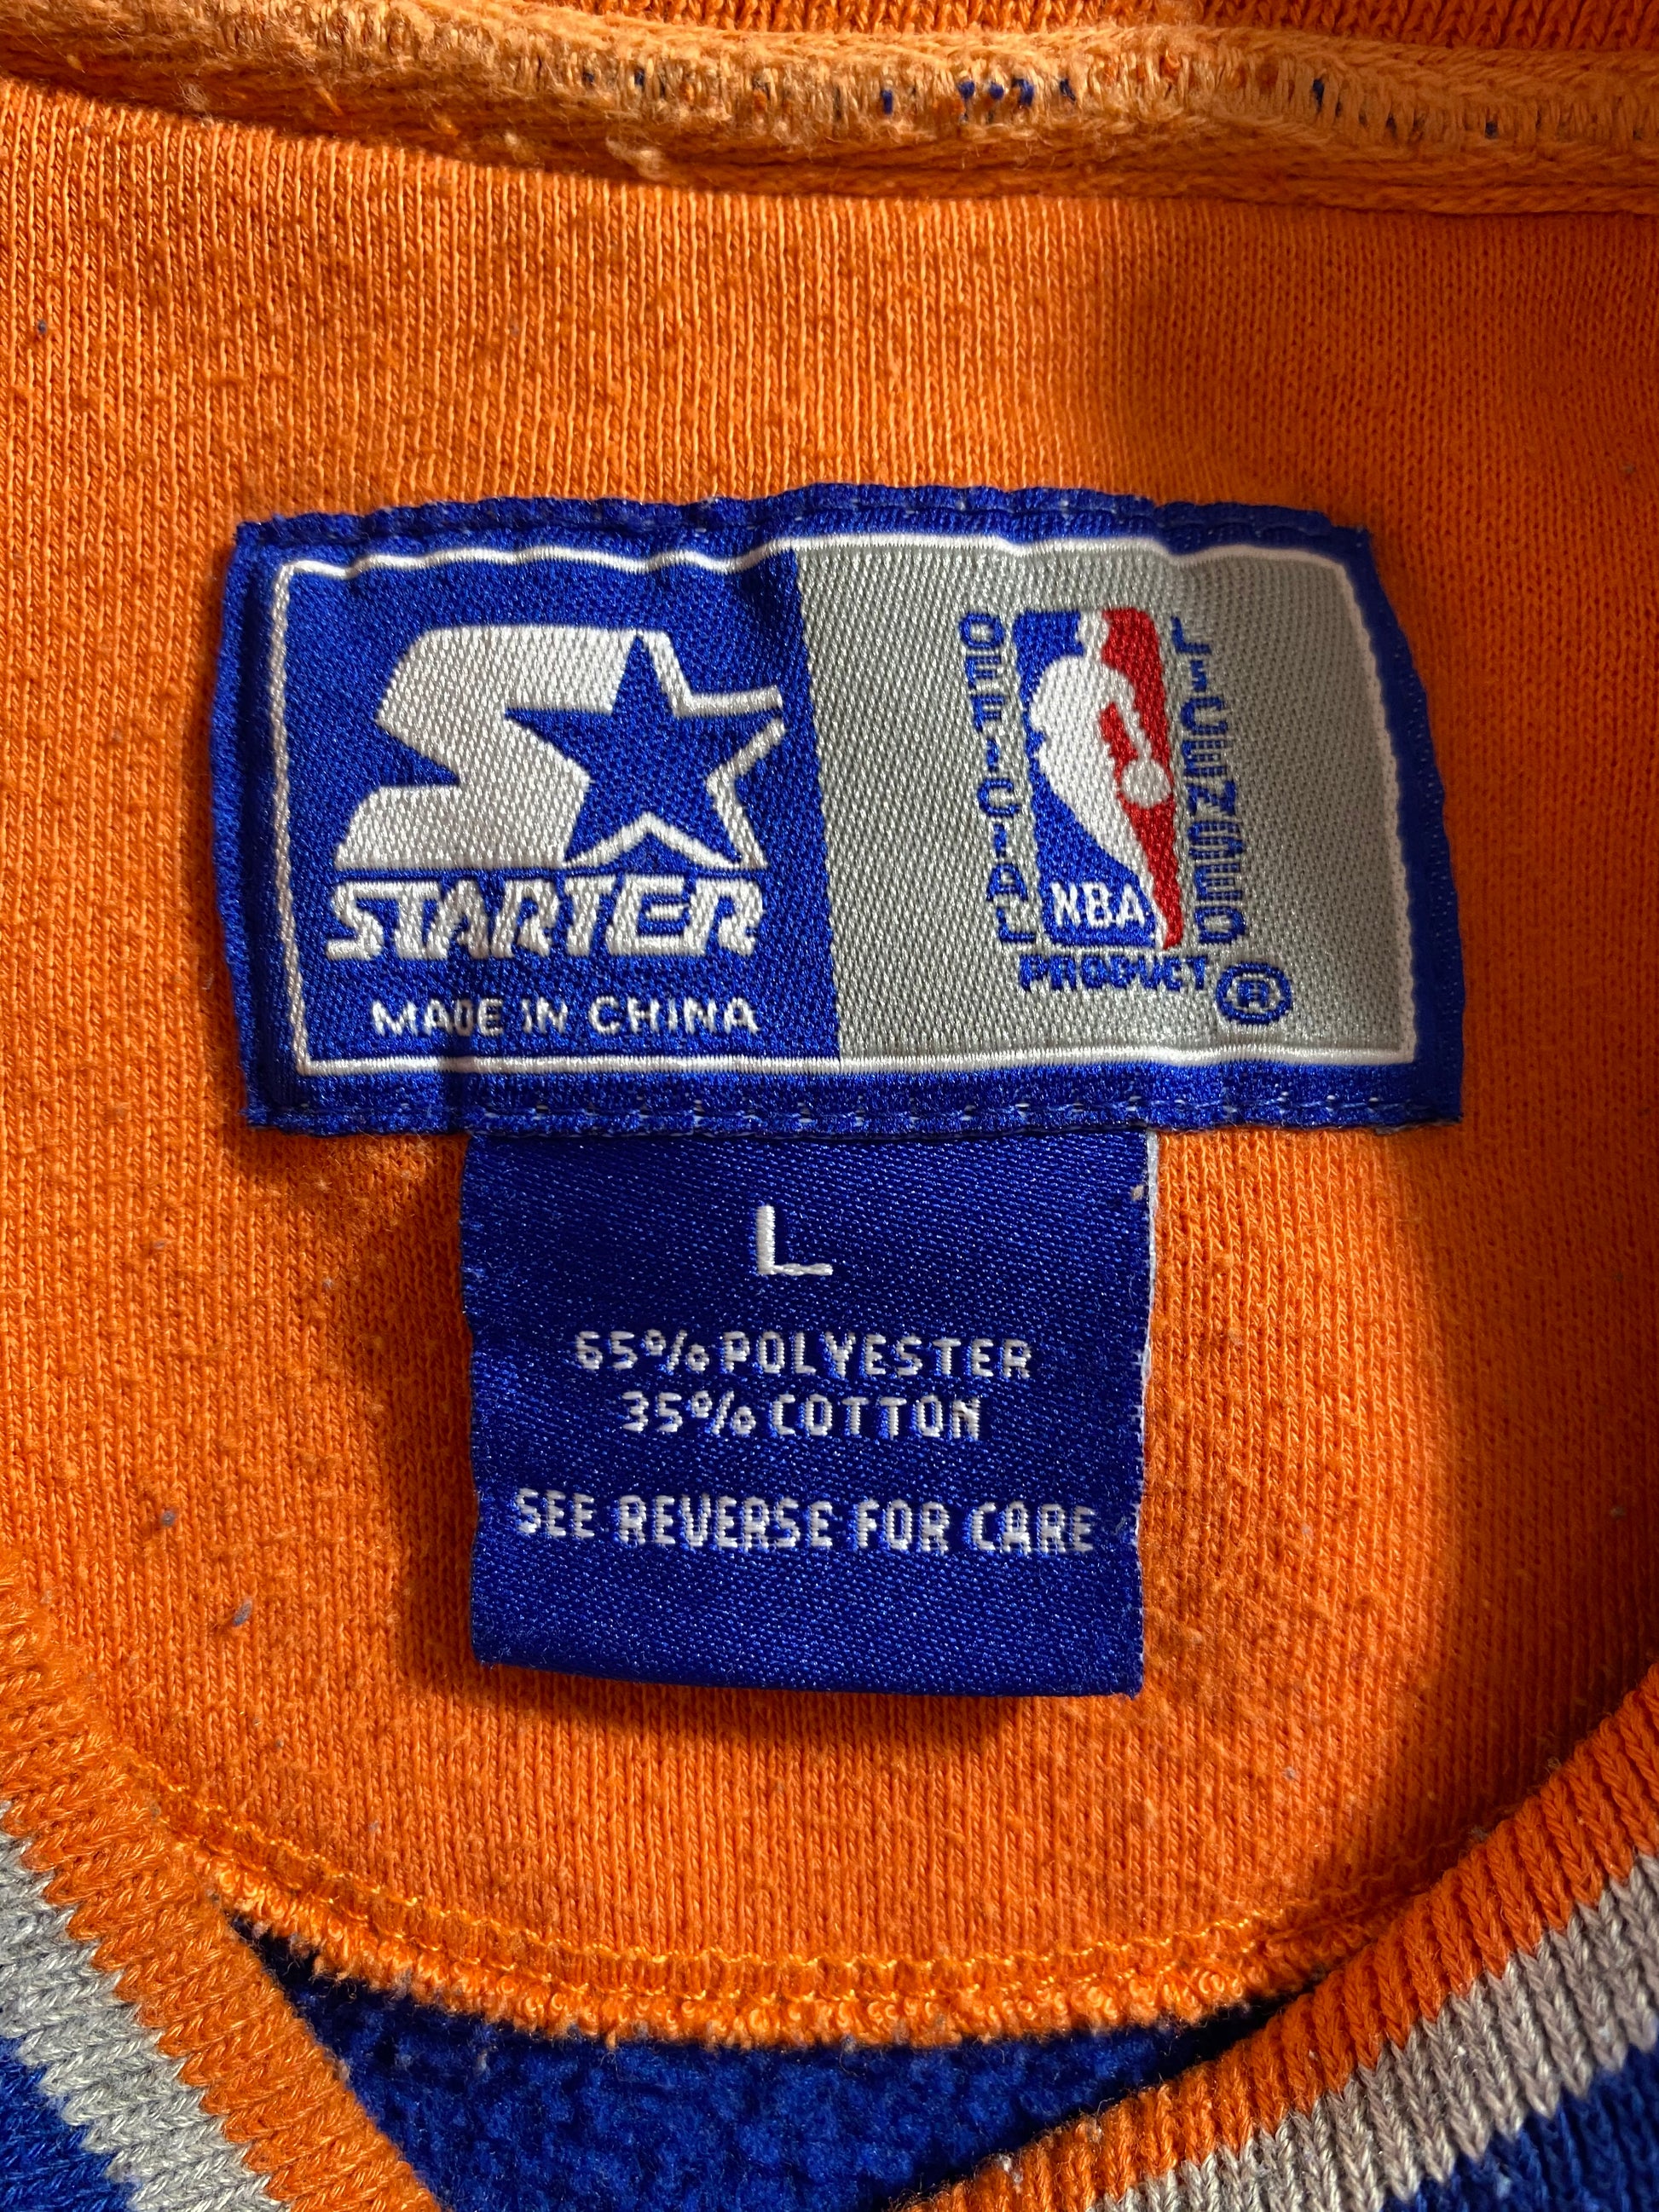 STARTER
MADE IN CHINA
OFFICIAL
LICENSED
NBA
PRODUCT ®
L
65% POLYESTER
35% COTTON
SEE REVERSE FOR CARE